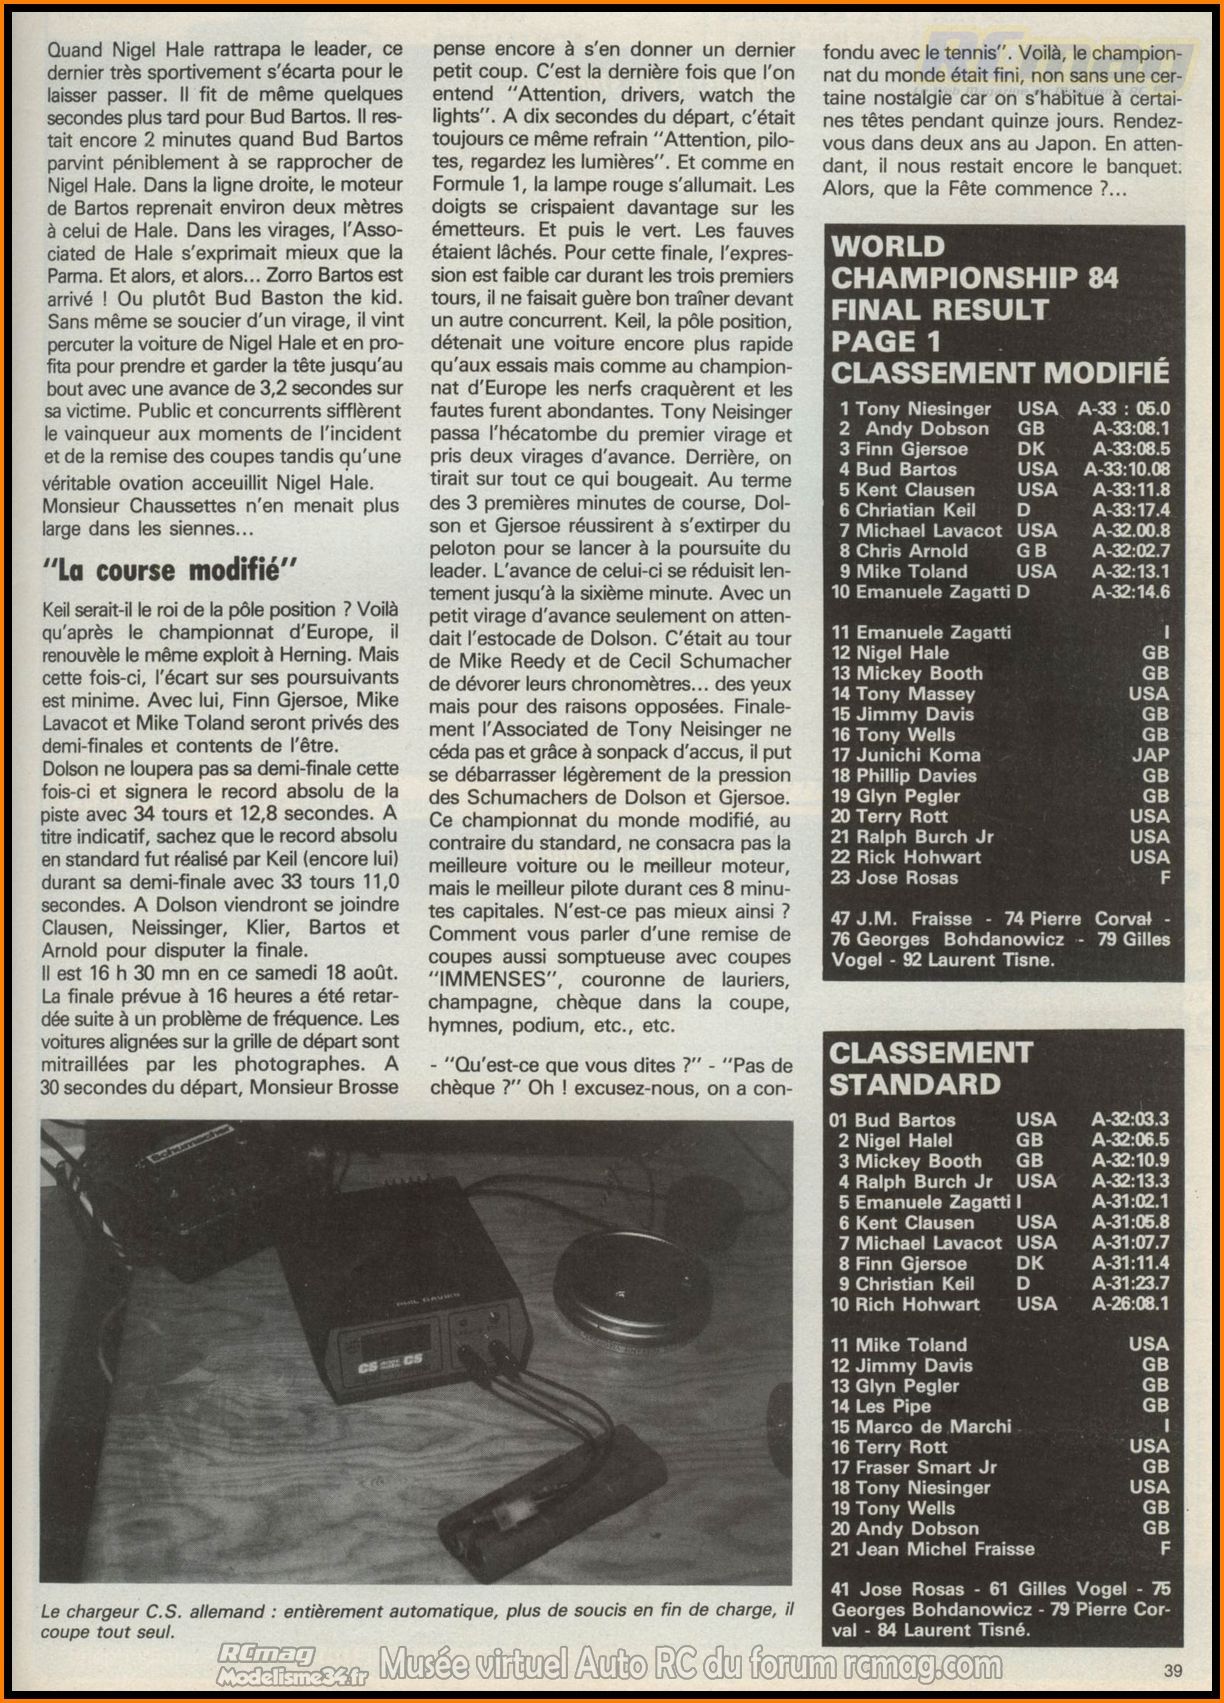 Quand Nigel Hale rattrapa le leader, ce
dernier très sportivement s'écarta pour le
laisser passer. Il fit de même quelques
secondes plus tard pour Bud Bartos. Il res-
tait encore 2 minutes quand Bud Bartos
parvint péniblement à se rapprocher de
Nigel Hale. Dans la ligne droite, le moteur
de Bartos reprenait environ deux mètres
à celui de Hale. Dans les virages, l'Asso-
ciated de Hale s'exprimait mieux que la
Parma. Et alors, et alors... Zorro Bartos est
arrivé ! Ou plutôt Bud Baston the kid.
Sans même se soucier d'un virage, il vint
percuter la voiture de Nigel Hale et en pro-
fita pour prendre et garder la tête jusqu'au
bout avec une avance de 3,2 secondes sur
sa victime. Public et concurrents sifflèrent
le vainqueur aux moments de l'incident
et de la remise des coupes tandis qu'une
véritable ovation acceuillit Nigel Hale.
Monsieur Chaussettes n'en menait plus
large dans les siennes...
"La course modifié"
Keil serait-il le roi de la pôle position ? Voilà
qu'après le championnat d'Europe, il
renouvèle le même exploit à Herning. Mais
cette fois-ci, l'écart sur ses poursuivants
est minime. Avec lui, Finn Gjersoe, Mike
Lavacot et Mike Toland seront privés des
demi-finales et contents de l'être.
Dolson ne loupera pas sa demi-finale cette
fois-ci et signera le record absolu de la
piste avec 34 tours et 12,8 secondes. A
titre indicatif, sachez que le record absolu
en standard fut réalisé par Keil (encore lui)
durant sa demi-finale avec 33 tours 11,0
secondes. A Dolson viendront se joindre
Clausen, Neissinger, Klier, Bartos et
Arnold pour disputer la finale.
Il est 16 h 30 mn en ce samedi 18 août.
La finale prévue à 16 heures a été retar-
dée suite à un problème de fréquence. Les
voitures alignées sur la grille de départ sont
mitraillées par les photographes. A
30 secondes du départ, Monsieur Brosse
pense encore à s'en donner un dernier
petit coup. C'est la dernière fois que l'on
entend "Attention, drivers, watch the
lights". A dix secondes du départ, c'était
toujours ce même refrain "Attention, pilo-
tes, regardez les lumières". Et comme en
Formule 1, la lampe rouge s'allumait. Les
doigts se crispaient davantage sur les
émetteurs. Et puis le vert. Les fauves
étaient lâchés. Pour cette finale, l'expres-
sion est faible car durant les trois premiers
tours, il ne faisait guère bon traîner devant
un autre concurrent. Keil, la pôle position,
détenait une voiture encore plus rapide
qu'aux essais mais comme au champion-
nat d'Europe les nerfs craquèrent et les
fautes furent abondantes. Tony Neisinger
passa l'hécatombe du premier virage et
pris deux virages d'avance. Derrière, on
tirait sur tout ce qui bougeait. Au terme
des 3 premières minutes de course, Dol-
son et Gjersoe réussirent à s'extirper du
peloton pour se lancer à la poursuite du
leader. L'avance de celui-ci se réduisit len-
tement jusqu'à la sixième minute. Avec un
petit virage d'avance seulement on atten-
dait l'estocade de Dolson. C'était au tour
de Mike Reedy et de Cecil Schumacher
de dévorer leurs chronomètres... des yeux
mais pour des raisons opposées. Finale-
ment l'Associated de Tony Neisinger ne
céda pas et grâce à sonpack d'accus, il put
se débarrasser légèrement de la pression
des Schumachers de Dolson et Gjersoe.
Ce championnat du monde modifié, au
contraire du standard, ne consacra pas la
meilleure voiture ou le meilleur moteur,
mais le meilleur pilote durant ces 8 minu-
tes capitales. N'est-ce pas mieux ainsi ?
Comment vous parler d'une remise de
coupes aussi somptueuse avec coupes
"IMMENSES", couronne de lauriers,
champagne, chèque dans la coupe,
hymnes, podium, etc., etc.
- "Qu'est-ce que vous dites ?" - "Pas de
chèque ?" Oh ! excusez-nous, on a con-
fondu avec le tennis". Voilà, le champion-
nat du monde était fini, non sans une cer-
taine nostalgie car on s'habitue à certai-
nes têtes pendant quinze jours. Rendez-
vous dans deux ans au Japon. En atten-
dant, il nous restait encore le banquet.
Alors, que la Fête commence ?...
WORLD
CHAMPIONSHIP 84
FINAL RESULT
PAGE 1
CLASSEMENT MODIFIÉ
1 Tony Niesinger USA A-33 : 05.0
2 Andy Dobson GB A-33:08.1
3 Finn Gjersoe DK A-33:08.5
4 Bud Bartos USA A-33:10.08
5 Kent Clausen USA A-33:11.8
6 Chriatian Keil D A-33:17.4
7 Michael Lavacot USA A-32.00.8
8 Chris Arnold G B A-32:02.7
9 Mike Toland USA A-32:13.1
10 Emanuele Zagatti D A-32:14.6
11 Emanuele Zagatti I
12 Nigel Hale GB
13 Mickey Booth GB
14 Tony Massey USA
15 Jimmy Davis GB
16 Tony Wells GB
17 Junichi Koma JAP
18 Phillip Davies GB
19 Glyn Pegler GB
20 Terry Rott USA
21 Ralph Burch Jr USA
22 Rick Hohwart USA
23 Jose Rosas F
47 J.M. Fraisse - 74 Pierre Corval -
76 Georges Bohdanowicz - 79 Gilles
Vogel - 92 Laurent Tisne.
CLASSEMENT
STANDARD
01 Bud Bartos USA A-32:03.3
2 Nigel Halel GB A-32:06.5
3 Mickey Booth GB A-32:10.9
4 Ralph Burch Jr USA A-32:13.3
5 Emanuele Zagatti I A-31:02.1
6 Kent Clausen USA A-31:05.8
7 Michael Lavacot USA A-31:07.7
8 Finn Gjersoe DK A-31:11.4
9 Christian Keil D A-31:23.7
10 Rich Hohwart USA A-26:08.1
11 Mike Toland USA
12 Jimmy Davis GB
13 Glyn Pegler GB
14 Les Pipe GB
15 Marco de Marchi I
16 Terry Rott USA
17 Fraser Smart Jr GB
18 Tony Niesinger USA
19 Tony Wells GB
20 Andy Dobson GB
21 Jean Michel Fraisse F
41 Jose Rosas - 61 Gilles Vogel - 75
Georges Bohdanowicz - 79 Pierre Cor-
val - 84 Laurent Tisné.
Schumacher
PHIL DAVIES
CS CS
Le chargeur C.S. allemand : entièrement automatique, plus de soucis en fin de charge, il
coupe tout seul.
RCmag
Modelisme34.fr
Musée virtuel Auto RC du forum rcmag.com
39
RCmag